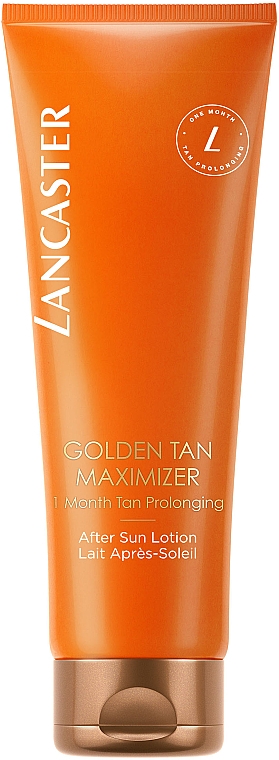 LANCASTER
ONE MONTH
L
TAN PROLONGING
GOLDEN TAN
MAXIMIZER
1 Month Tan Prolonging
After Sun Lotion
Lait Après-Soleil